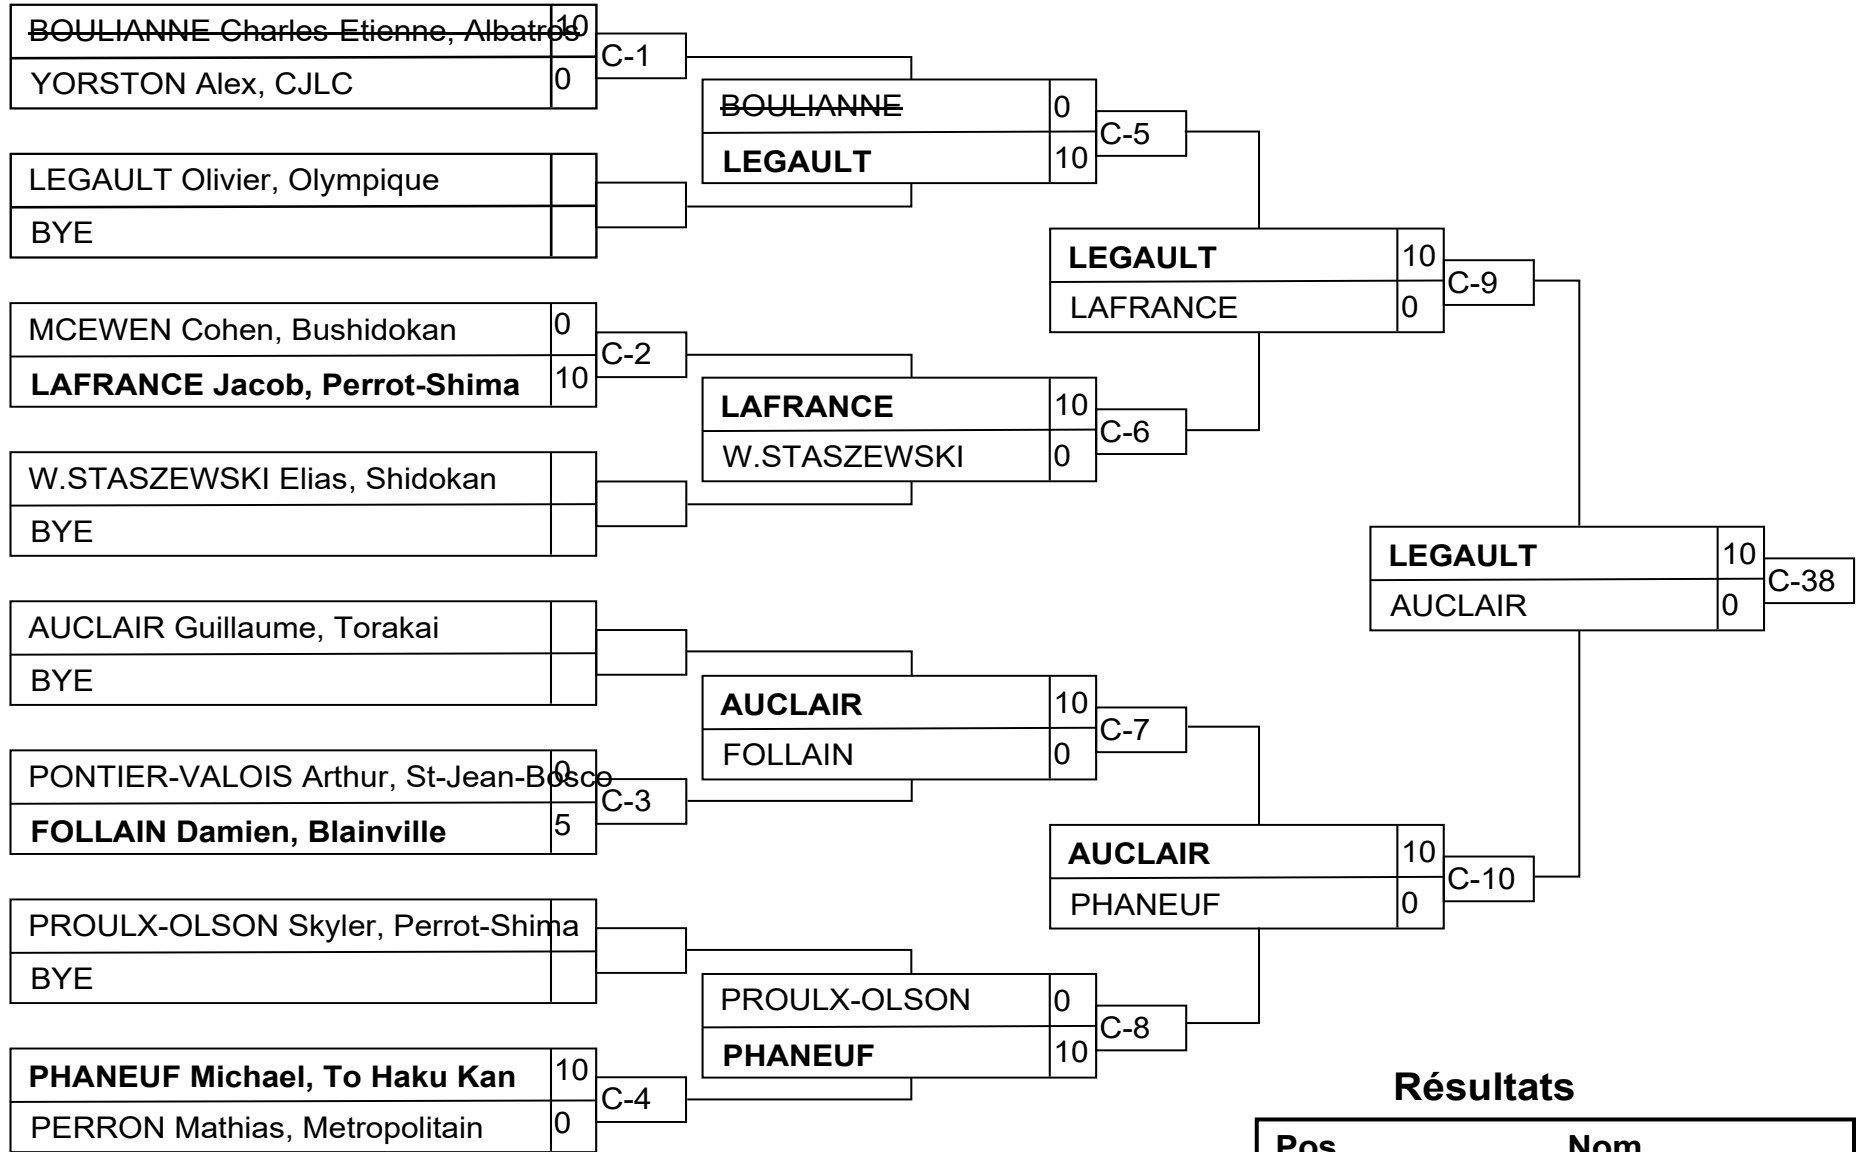 BOULIANNE Charles-Etienne, Albatros 10
YORSTON Alex, CJLC 0
C-1
LEGAULT Olivier, Olympique
BYE
MCEWEN Cohen, Bushidokan 0
LAFRANCE Jacob, Perrot-Shima 10
C-2
W.STASZEWSKI Elias, Shidokan
BYE
AUCLAIR Guillaume, Torakai
BYE
PONTIER-VALOIS Arthur, St-Jean-Bosco 0
FOLLAIN Damien, Blainville 5
C-3
PROULX-OLSON Skyler, Perrot-Shima
BYE
PHANEUF Michael, To Haku Kan 10
PERRON Mathias, Metropolitain 0
C-4
BOULIANNE 0
LEGAULT 10
C-5
LAFRANCE 10
W.STASZEWSKI 0
C-6
AUCLAIR 10
FOLLAIN 0
C-7
PROULX-OLSON 0
PHANEUF 10
C-8
LEGAULT 10
LAFRANCE 0
C-9
AUCLAIR 10
PHANEUF 0
C-10
LEGAULT 10
AUCLAIR 0
C-38
Résultats
Pos Nom